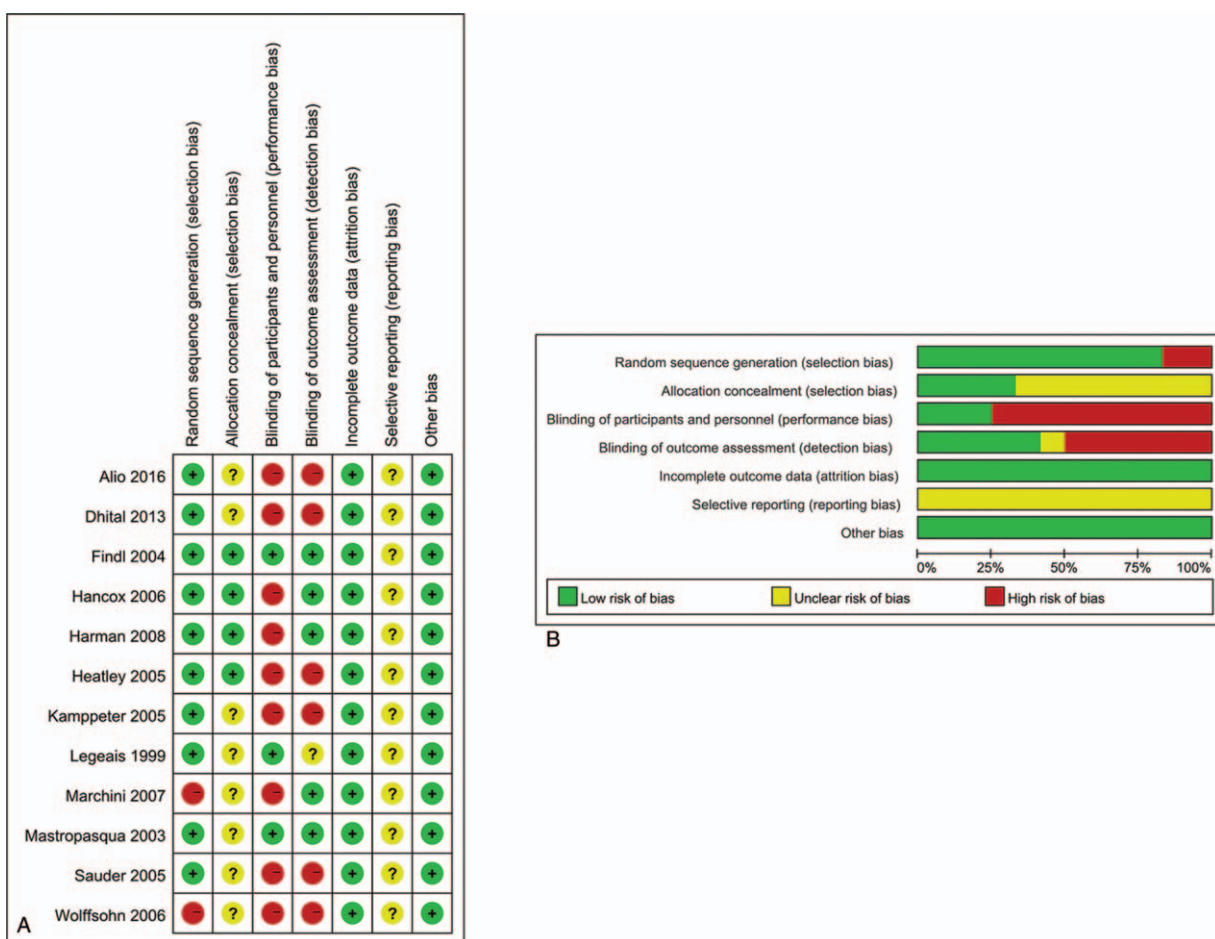 Random sequence generation (selection bias)
Allocation concealment (selection bias)
Blinding of participants and personnel (performance bias)
Blinding of outcome assessment (detection bias)
Incomplete outcome data (attrition bias)
Selective reporting (reporting bias)
Other bias
Alio 2016 + ? - - + ? +
Dhital 2013 + ? - - + ? +
Findl 2004 + + + + + ? +
Hancox 2006 + + - + + ? +
Harman 2008 + + - + + ? +
Heatley 2005 + + - - + ? +
Kamppeter 2005 + ? - - + ? +
Legeais 1999 + ? + ? + ? +
Marchini 2007 - ? - + + ? +
Mastropasqua 2003 + ? + + + ? +
Sauder 2005 + ? - - + ? +
Wolffsohn 2006 - ? - - + ? +
A
Random sequence generation (selection bias)
Allocation concealment (selection bias)
Blinding of participants and personnel (performance bias)
Blinding of outcome assessment (detection bias)
Incomplete outcome data (attrition bias)
Selective reporting (reporting bias)
Other bias
0% 25% 50% 75% 100%
Low risk of bias Unclear risk of bias High risk of bias
B